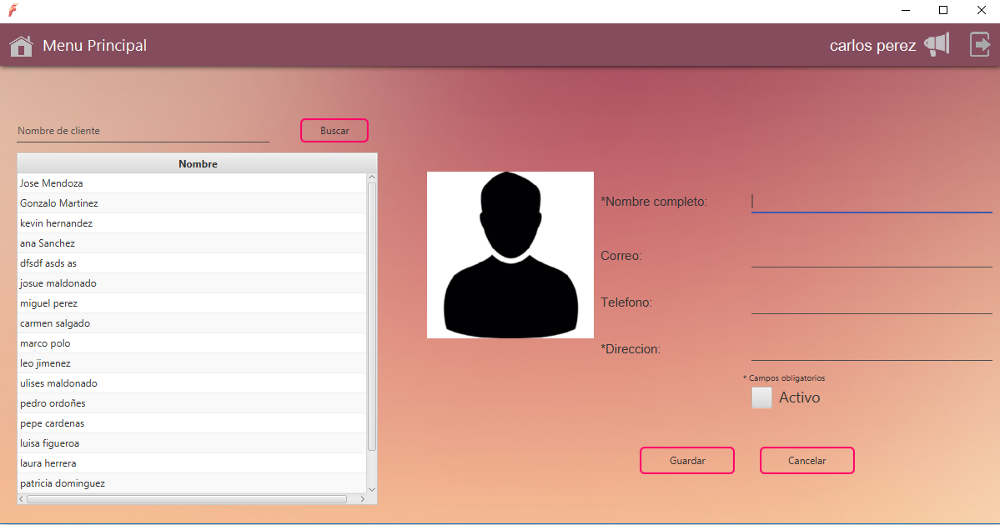 Menu Principal
carlos perez
Nombre de cliente
Buscar
Nombre
Jose Mendoza
Gonzalo Martinez
kevin hernandez
ana Sanchez
dfsdf asds as
josue maldonado
miguel perez
carmen salgado
marco polo
leo jimenez
ulises maldonado
pedro ordoñes
pepe cardenas
luisa figueroa
laura herrera
patricia dominguez
*Nombre completo:
Correo:
Telefono:
*Direccion:
* Campos obligatorios
Activo
Guardar
Cancelar